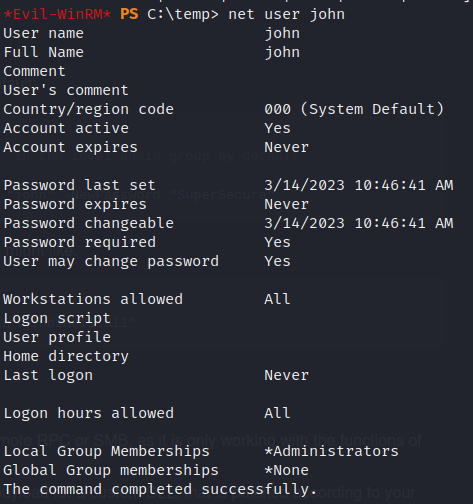 *Evil-WinRM* PS C:\temp> net user john
User name                    john
Full Name                    john
Comment
User's comment
Country/region code          000 (System Default)
Account active               Yes
Account expires              Never

Password last set            3/14/2023 10:46:41 AM
Password expires             Never
Password changeable          3/14/2023 10:46:41 AM
Password required            Yes
User may change password     Yes

Workstations allowed         All
Logon script
User profile
Home directory
Last logon                   Never

Logon hours allowed          All

Local Group Memberships      *Administrators
Global Group memberships     *None
The command completed successfully.